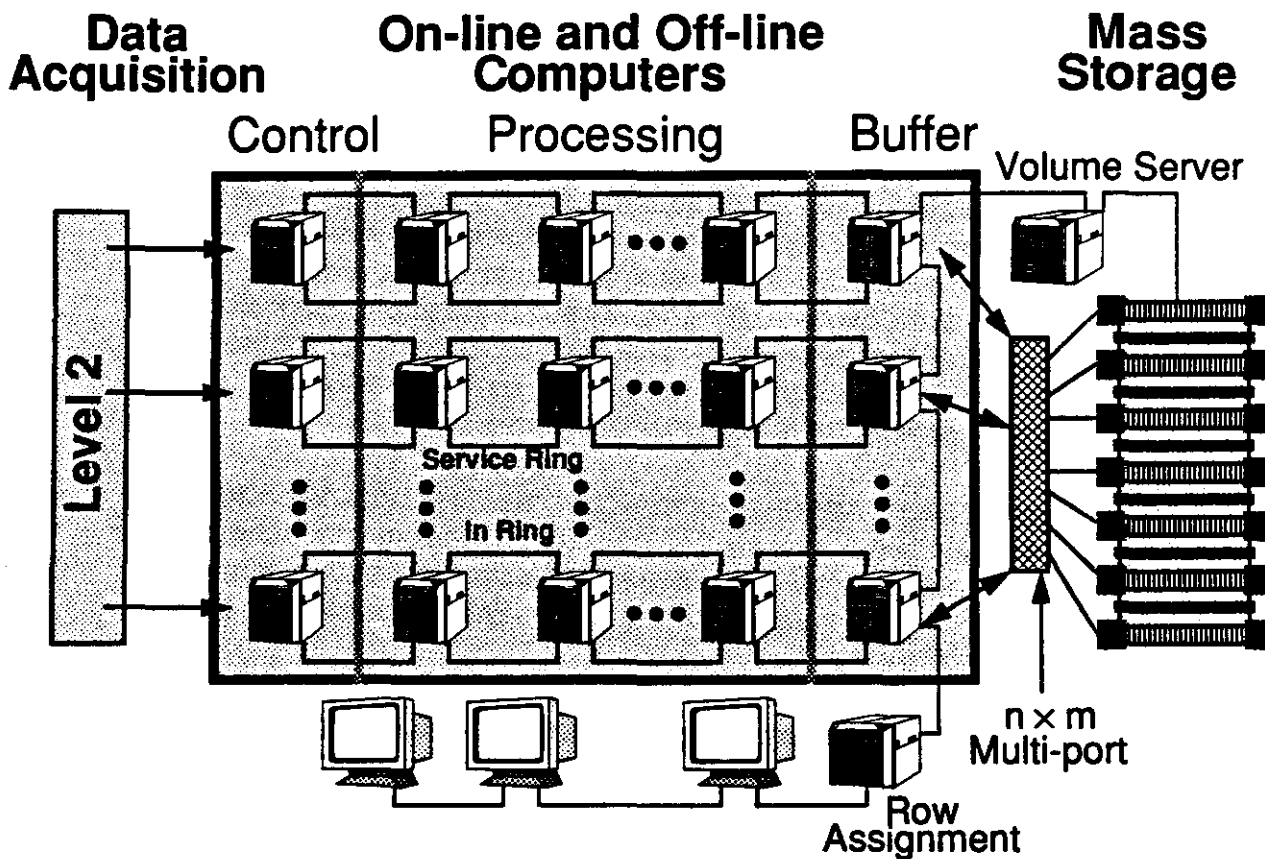 Data
Acquisition
On-line and Off-line
Computers
Mass
Storage
Control
Processing
Buffer
Volume Server
Level 2
Service Ring
In Ring
n × m
Multi-port
Row
Assignment